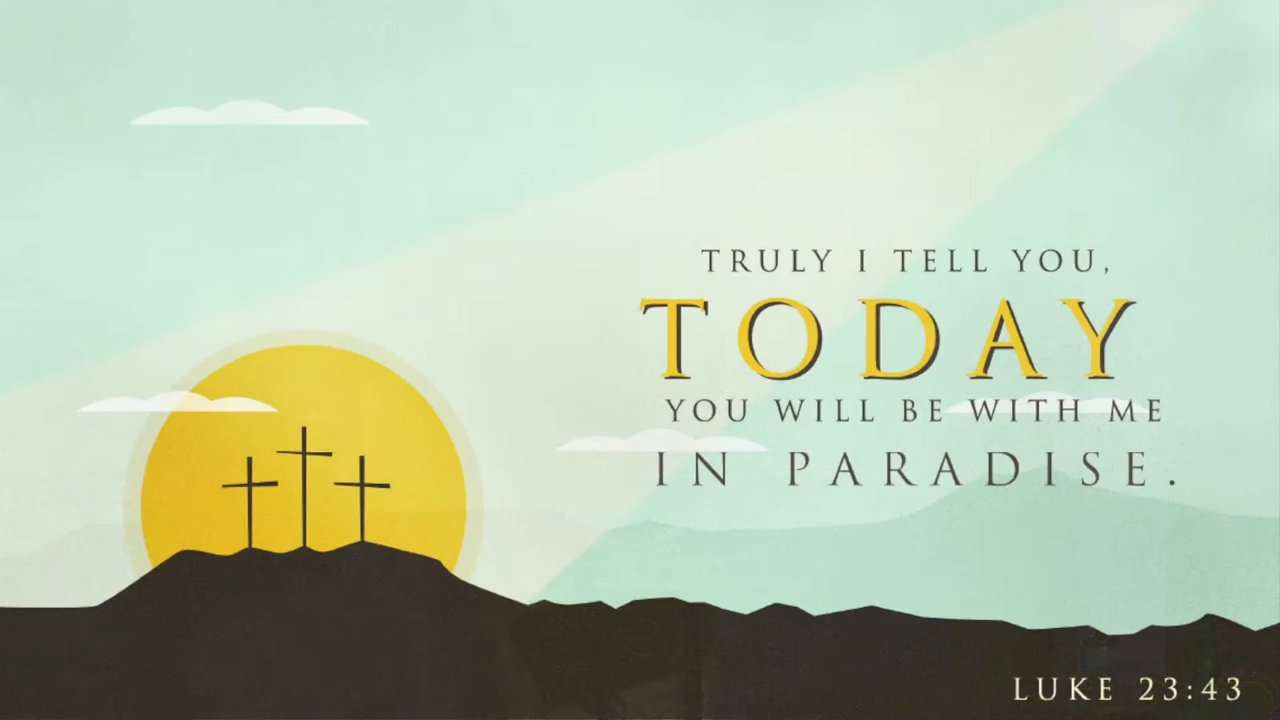 TRULY I TELL YOU,
TODAY
YOU WILL BE WITH ME
IN PARADISE.
LUKE 23:43